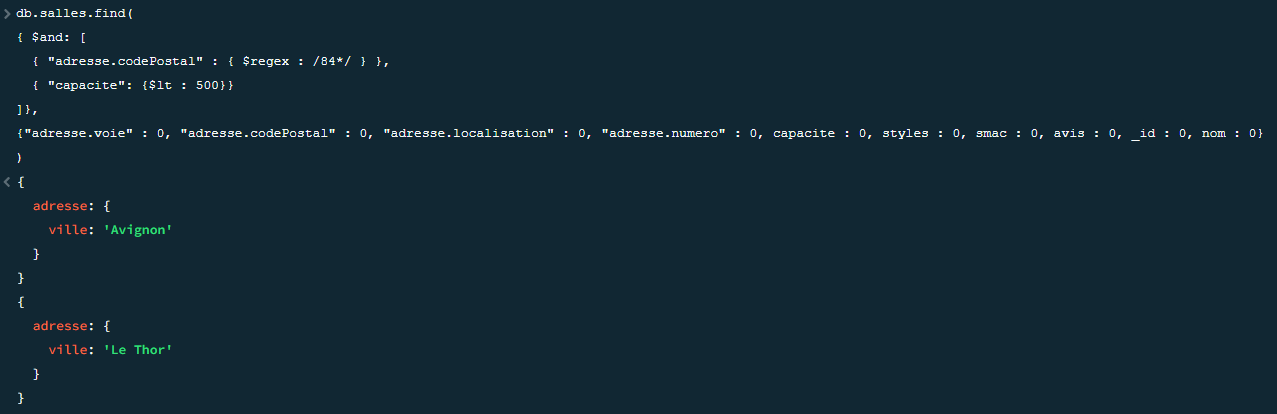 db.salles.find(
{ $and: [
{ "adresse.codePostal" : { $regex : /84*/ } },
{ "capacite": {$lt : 500}}
]},
{"adresse.voie" : 0, "adresse.codePostal" : 0, "adresse.localisation" : 0, "adresse.numero" : 0, capacite : 0, styles : 0, smac : 0, avis : 0, _id : 0, nom : 0}
)
{
adresse: {
ville: 'Avignon'
}
}
{
adresse: {
ville: 'Le Thor'
}
}